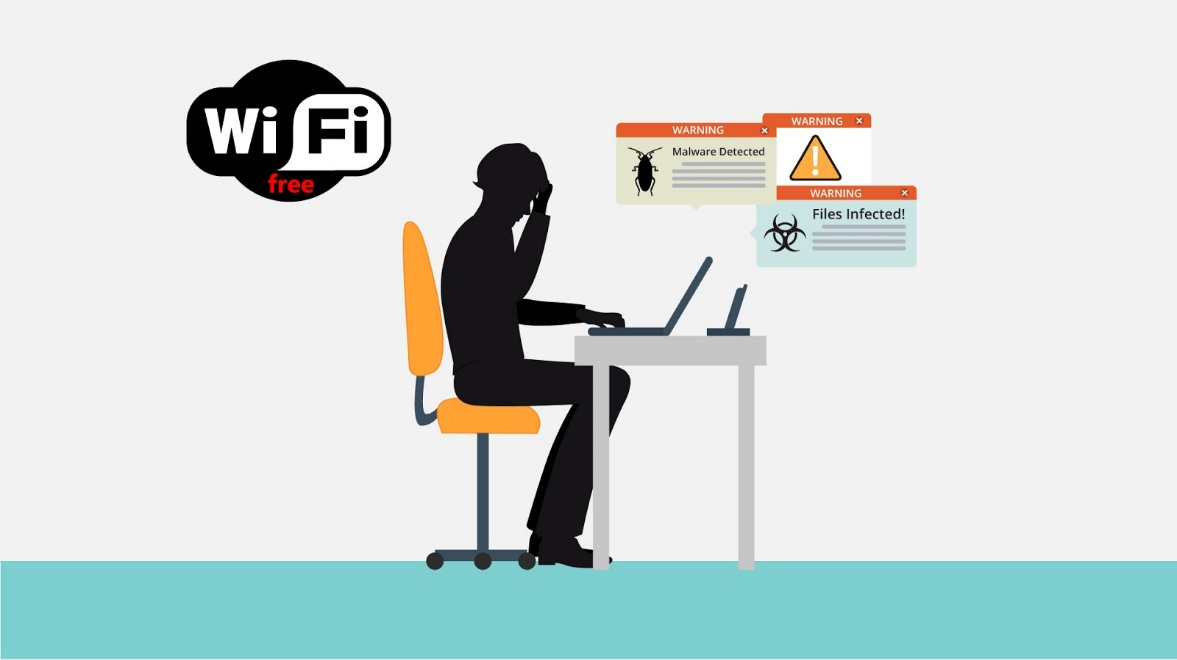 Wi Fi
free
WARNING
WARNING
Malware Detected
WARNING
Files Infected!